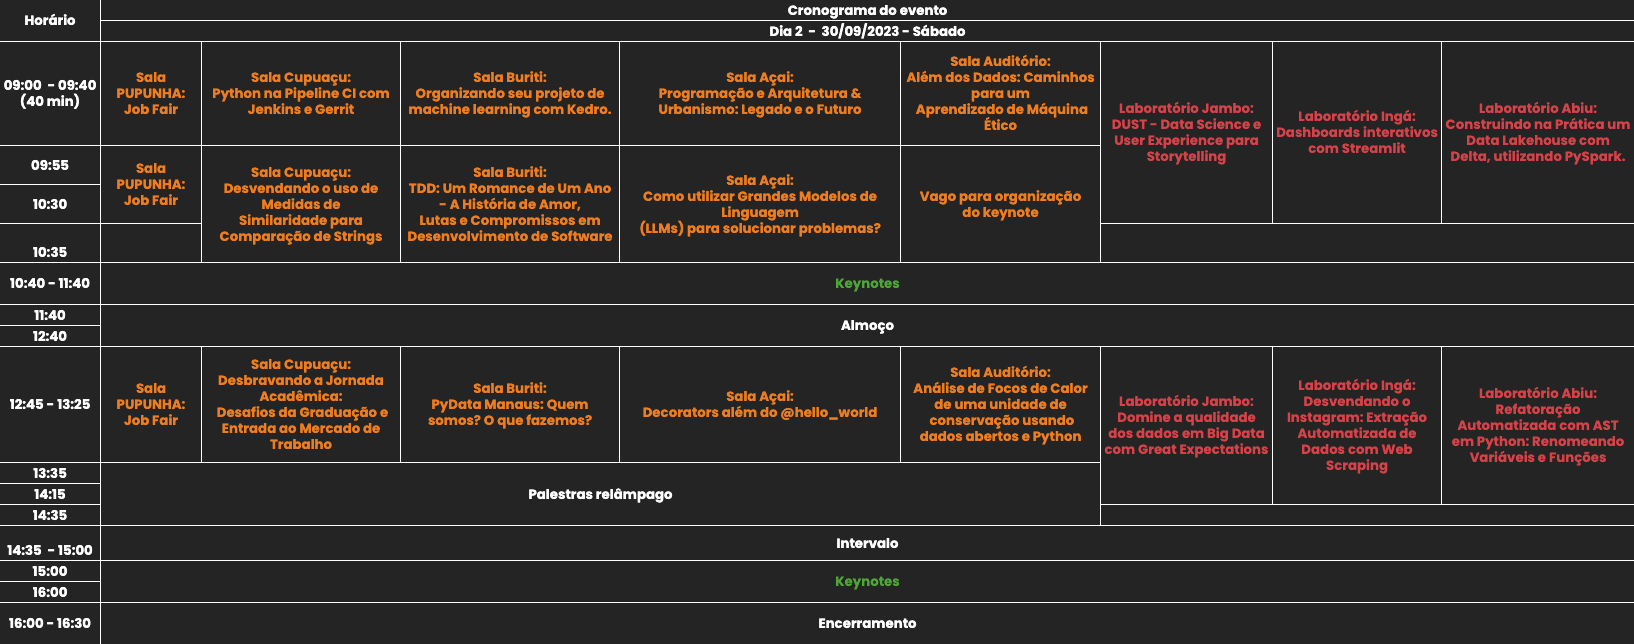 Horário
Cronograma do evento
Dia 2 - 30/09/2023 - Sábado
09:00 - 09:40
(40 min)
Sala
PUPUNHA:
Job Fair
Sala Cupuaçu:
Python na Pipeline CI com
Jenkins e Gerrit
Sala Buriti:
Organizando seu projeto de
machine learning com Kedro.
Sala Açai:
Programação e Arquitetura &
Urbanismo: Legado e o Futuro
Sala Auditório:
Além dos Dados: Caminhos
para um
Aprendizado de Máquina
Ético
Laboratório Jambo:
DUST - Data Science e
User Experience para
Storytelling
Laboratório Ingá:
Dashboards interativos
com Streamlit
Laboratório Abiu:
Construindo na Prática um
Data Lakehouse com
Delta, utilizando PySpark.
09:55
10:30
10:35
Sala
PUPUNHA:
Job Fair
Sala Cupuaçu:
Desvendando o uso de
Medidas de
Similaridade para
Comparação de Strings
Sala Buriti:
TDD: Um Romance de Um Ano
- A História de Amor,
Lutas e Compromissos em
Desenvolvimento de Software
Sala Açai:
Como utilizar Grandes Modelos de
Linguagem
(LLMs) para solucionar problemas?
Vago para organização
do keynote
10:40 - 11:40
Keynotes
11:40
12:40
Almoço
12:45 - 13:25
Sala
PUPUNHA:
Job Fair
Sala Cupuaçu:
Desbravando a Jornada
Acadêmica:
Desafios da Graduação e
Entrada ao Mercado de
Trabalho
Sala Buriti:
PyData Manaus: Quem
somos? O que fazemos?
Sala Açai:
Decorators além do @hello_world
Sala Auditório:
Análise de Focos de Calor
de uma unidade de
conservação usando
dados abertos e Python
Laboratório Jambo:
Domine a qualidade
dos dados em Big Data
com Great Expectations
Laboratório Ingá:
Desvendando o
Instagram: Extração
Automatizada de
Dados com Web
Scraping
Laboratório Abiu:
Refatoração
Automatizada com AST
em Python: Renomeando
Variáveis e Funções
13:35
14:15
14:35
Palestras relâmpago
14:35 - 15:00
Intervalo
15:00
16:00
Keynotes
16:00 - 16:30
Encerramento